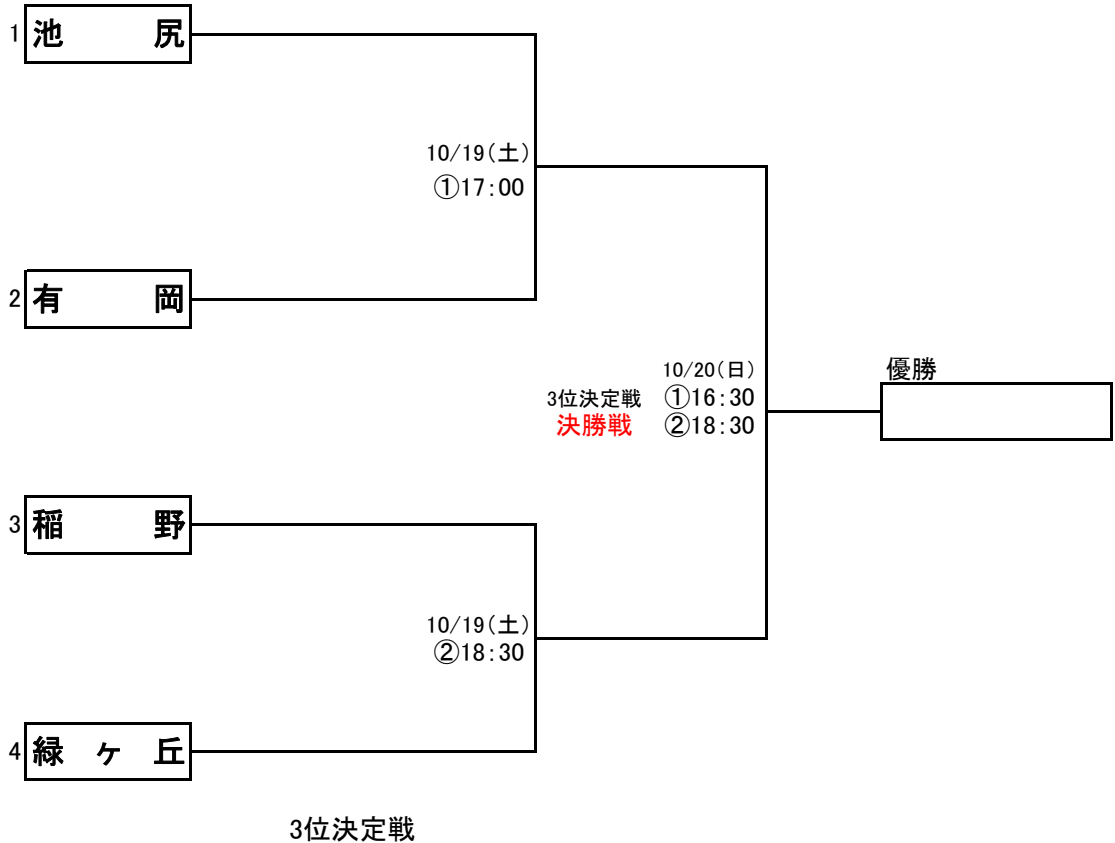 1 池尻
10/19(土)
①17:00
2 有岡
10/20(日)
優勝
3位決定戦 ①16:30
決勝戦 ②18:30
3 稲野
10/19(土)
②18:30
4 緑ヶ丘
3位決定戦